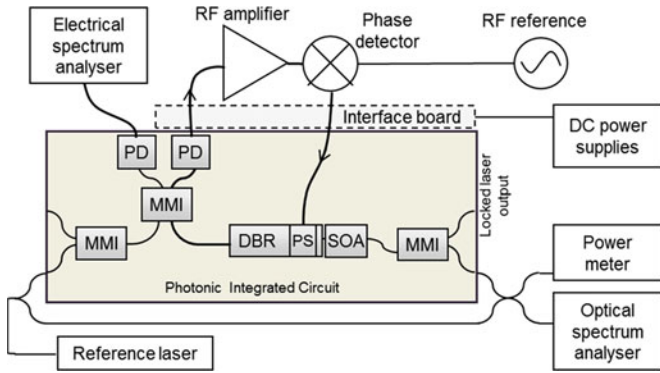 Electrical
spectrum
analyser
RF amplifier
Phase
detector
RF reference
Interface board
DC power
supplies
PD
PD
MMI
MMI
DBR
PS
SOA
MMI
Locked laser
output
Power
meter
Photonic Integrated Circuit
Optical
spectrum
analyser
Reference laser